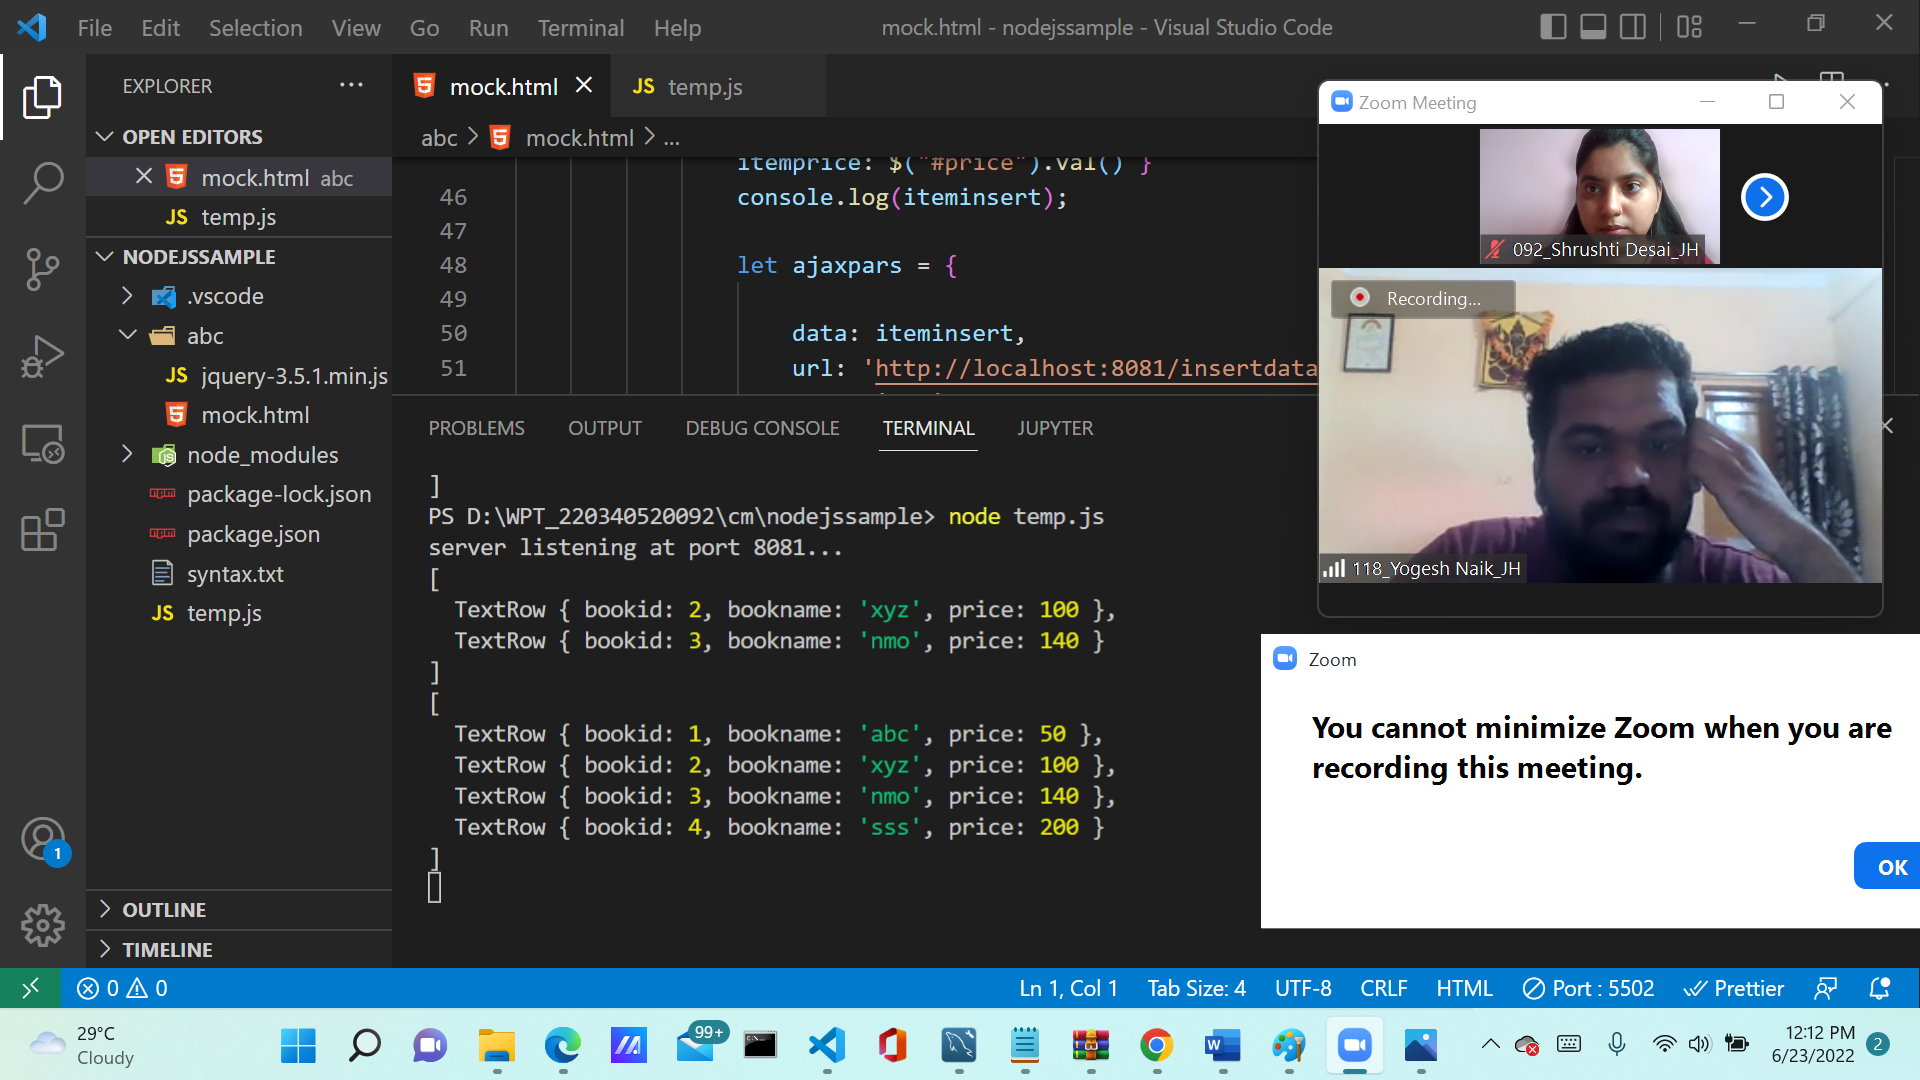 File Edit Selection View Go Run Terminal Help
mock.html - nodejssample - Visual Studio Code
EXPLORER
OPEN EDITORS
mock.html abc
JS temp.js
NODEJSSAMPLE
.vscode
abc
JS jquery-3.5.1.min.js
mock.html
node_modules
package-lock.json
package.json
syntax.txt
JS temp.js
OUTLINE
TIMELINE
1
mock.html
JS temp.js
abc > mock.html > ...
itemprice: $("#price").val() }
46 console.log(iteminsert);
47
48 let ajaxpars = {
49
50 data: iteminsert,
51 url: 'http://localhost:8081/insertdata
PROBLEMS OUTPUT DEBUG CONSOLE TERMINAL JUPYTER
]
PS D:\WPT_220340520092\cm\nodejssample> node temp.js
server listening at port 8081...
[
TextRow { bookid: 2, bookname: 'xyz', price: 100 },
TextRow { bookid: 3, bookname: 'nmo', price: 140 }
]
[
TextRow { bookid: 1, bookname: 'abc', price: 50 },
TextRow { bookid: 2, bookname: 'xyz', price: 100 },
TextRow { bookid: 3, bookname: 'nmo', price: 140 },
TextRow { bookid: 4, bookname: 'sss', price: 200 }
]
Zoom Meeting
092_Shrushti Desai_JH
Recording...
118_Yogesh Naik_JH
Zoom
You cannot minimize Zoom when you are
recording this meeting.
OK
0 0
Ln 1, Col 1 Tab Size: 4 UTF-8 CRLF HTML Port : 5502 Prettier
29°C
Cloudy
99+
12:12 PM
6/23/2022
2